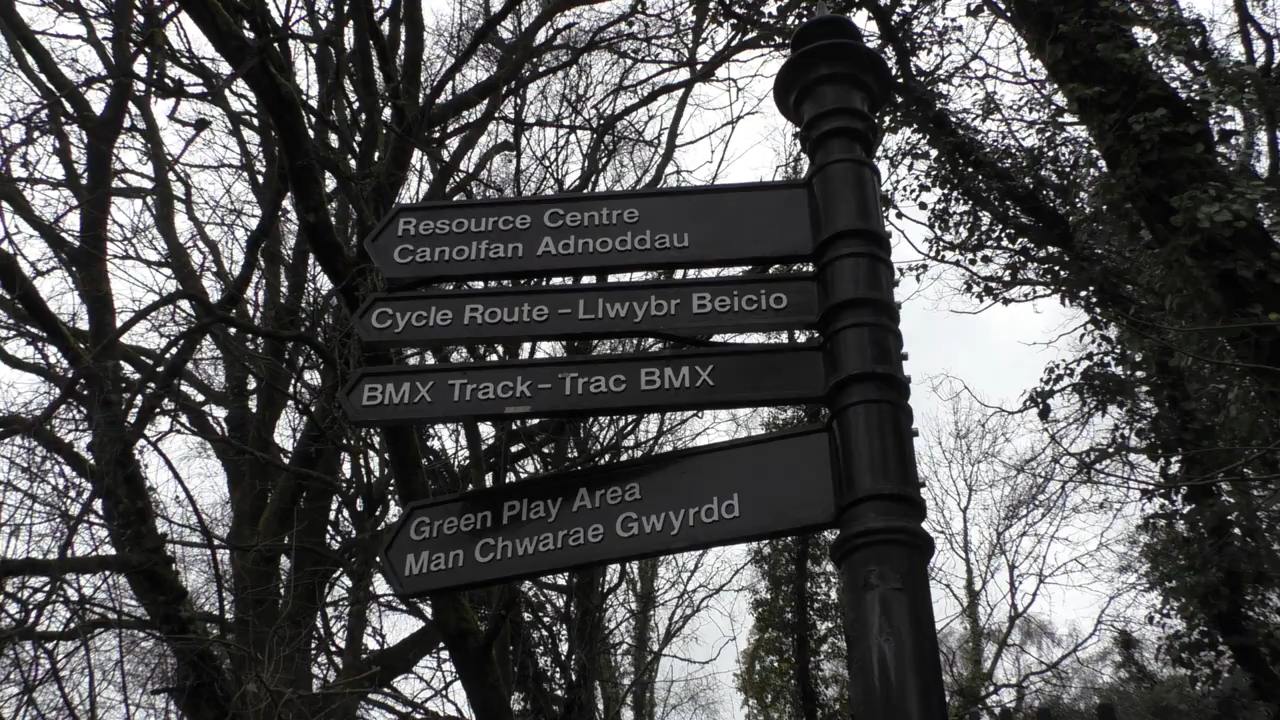 Resource Centre
Canolfan Adnoddau
Cycle Route - Llwybr Beicio
BMX Track - Trac BMX
Green Play Area
Man Chwarae Gwyrdd